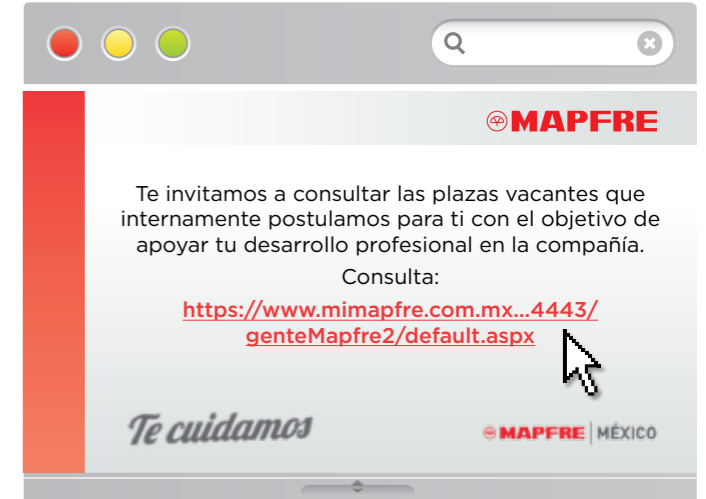 MAPFRE
Te invitamos a consultar las plazas vacantes que
internamente postulamos para ti con el objetivo de
apoyar tu desarrollo profesional en la compañía.
Consulta:
https://www.mimapfre.com.mx...4443/
genteMapfre2/default.aspx
Te cuidamos
MAPFRE | MÉXICO